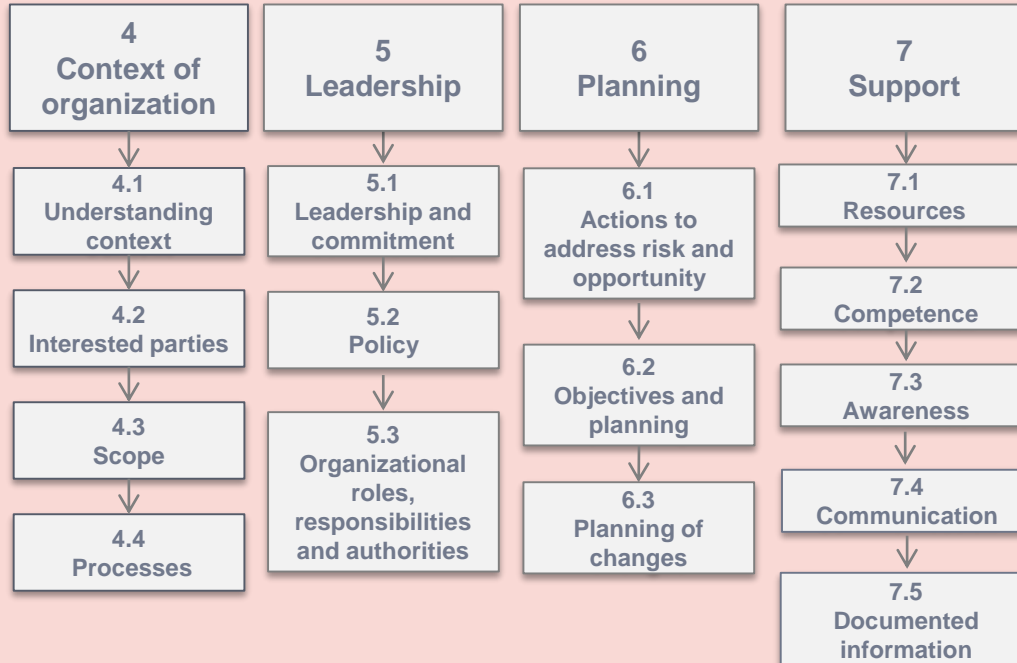 4
Context of
organization
4.1
Understanding
context
4.2
Interested parties
4.3
Scope
4.4
Processes
5
Leadership
5.1
Leadership and
commitment
5.2
Policy
5.3
Organizational
roles,
responsibilities
and authorities
6
Planning
6.1
Actions to
address risk and
opportunity
6.2
Objectives and
planning
6.3
Planning of
changes
7
Support
7.1
Resources
7.2
Competence
7.3
Awareness
7.4
Communication
7.5
Documented
information